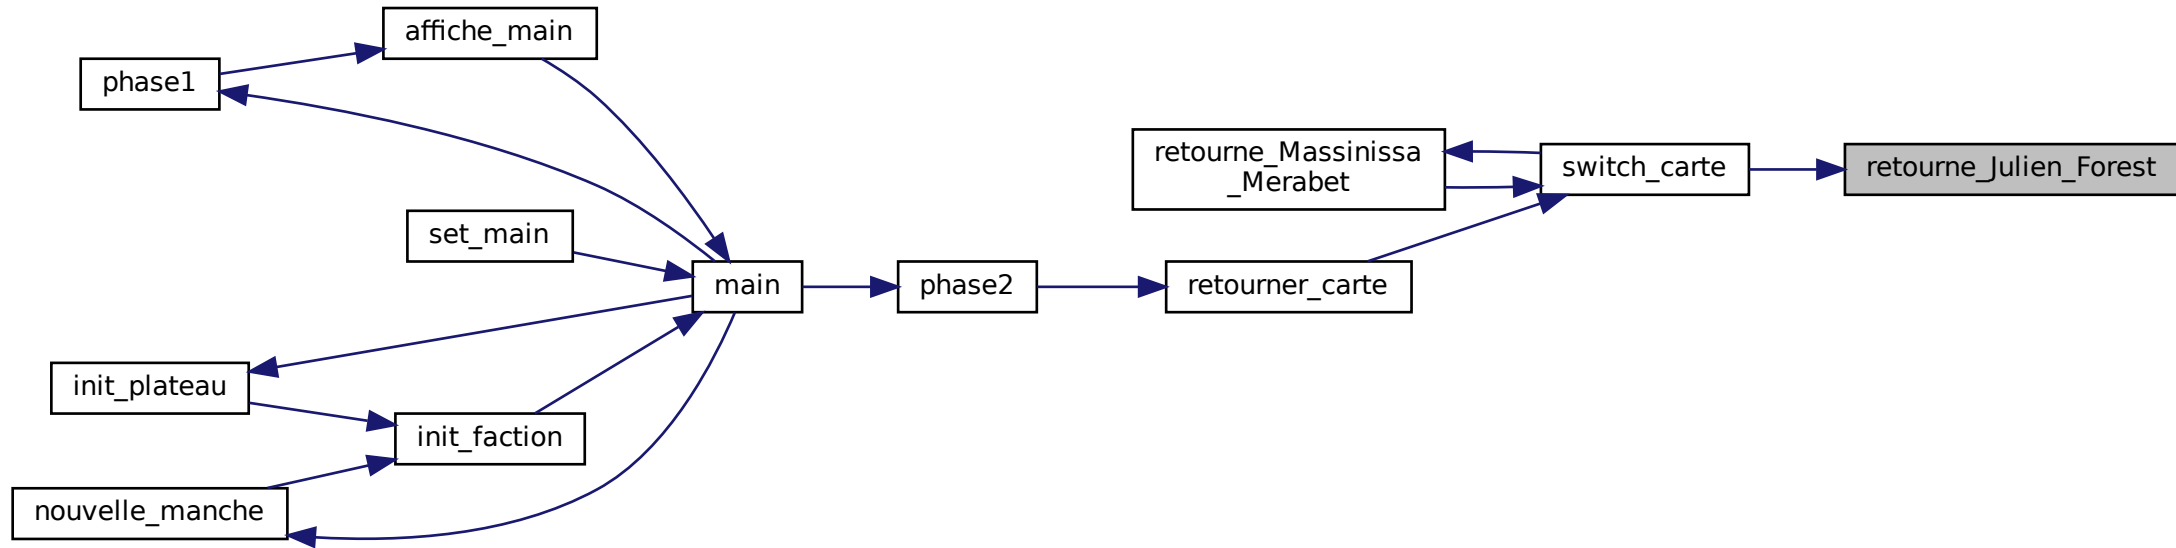 affiche_main
phase1
retourne_Massinissa
_Merabet
switch_carte
retourne_Julien_Forest
set_main
main
phase2
retourner_carte
init_plateau
init_faction
nouvelle_manche